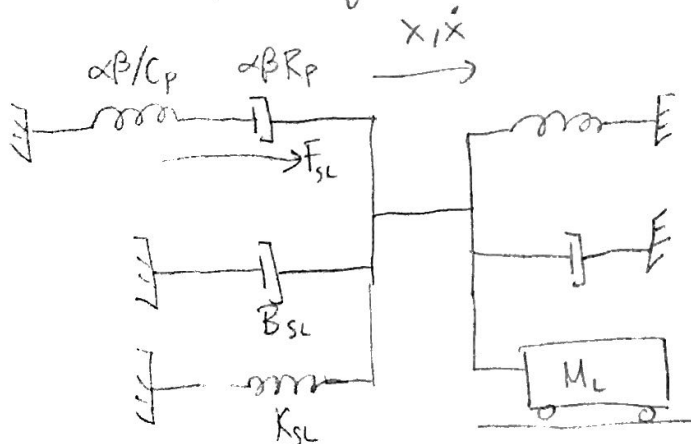 x, ẋ
αβ/Cp
αβRp
FSL
BSL
KSL
ML